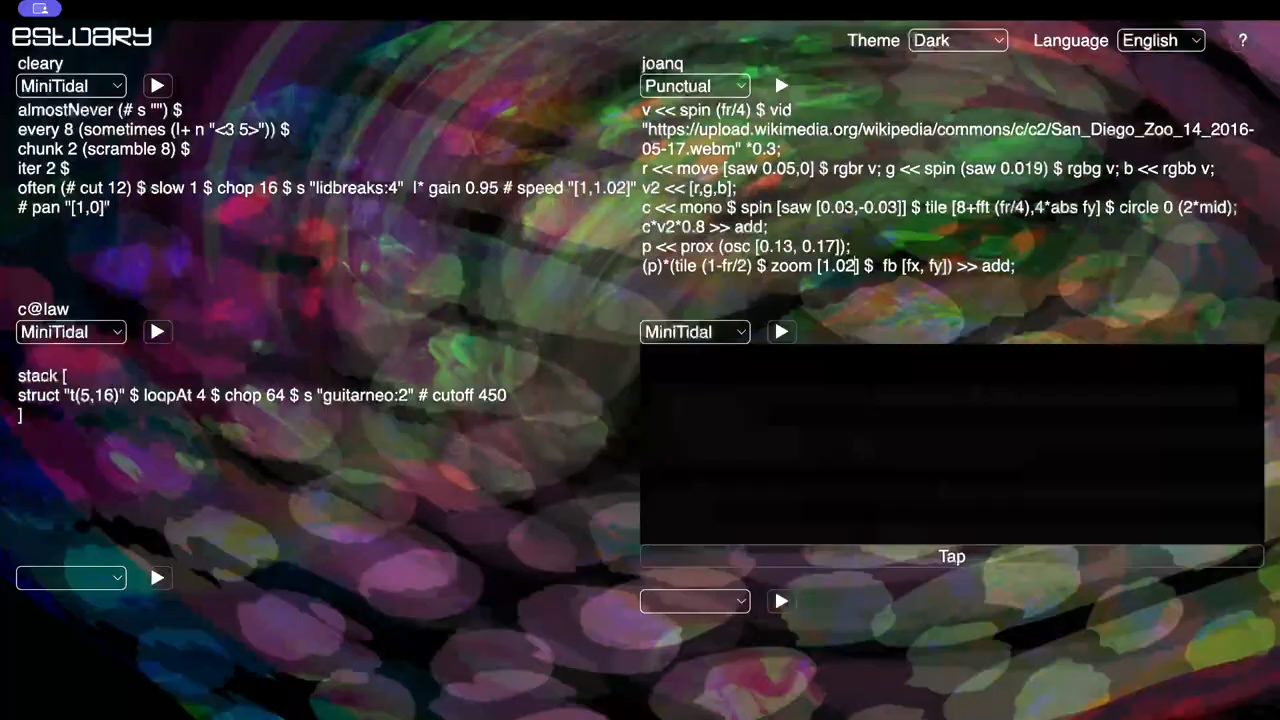 estuary
Theme Dark Language English ?
cleary
MiniTidal
almostNever (# s "~") $
every 8 (sometimes (|+ n "<3 5>")) $
chunk 2 (scramble 8) $
iter 2 $
often (# cut 12) $ slow 1 $ chop 16 $ s "lidbreaks:4" |* gain 0.95 # speed "[1,1.02]"
# pan "[1,0]"
joanq
Punctual
v << spin (fr/4) $ vid
"https://upload.wikimedia.org/wikipedia/commons/c/c2/San_Diego_Zoo_14_2016-
05-17.webm" *0.3;
r << move [saw 0.05,0] $ rgbr v; g << spin (saw 0.019) $ rgbg v; b << rgbb v;
v2 << [r,g,b];
c << mono $ spin [saw [0.03,-0.03]] $ tile [8+fft (fr/4),4*abs fy] $ circle 0 (2*mid);
c*v2*0.8 >> add;
p << prox (osc [0.13, 0.17]);
(p)*(tile (1-fr/2) $ zoom [1.02] $ fb [fx, fy]) >> add;
c@law
MiniTidal
stack [
struct "t(5,16)" $ loopAt 4 $ chop 64 $ s "guitarneo:2" # cutoff 450
]
MiniTidal
Tap